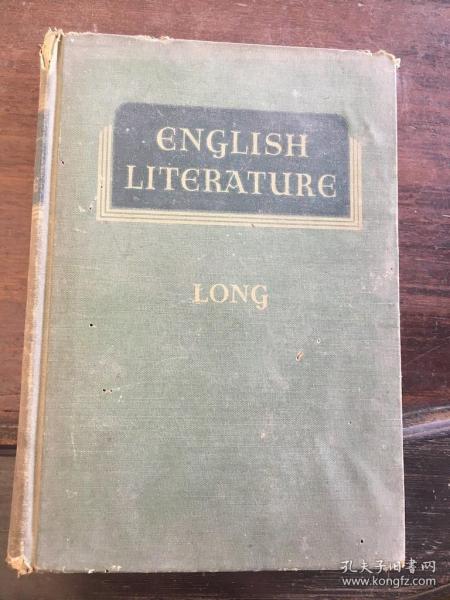 ENGLISH
LITERATURE
LONG
孔夫子旧书网
www.kongfz.com